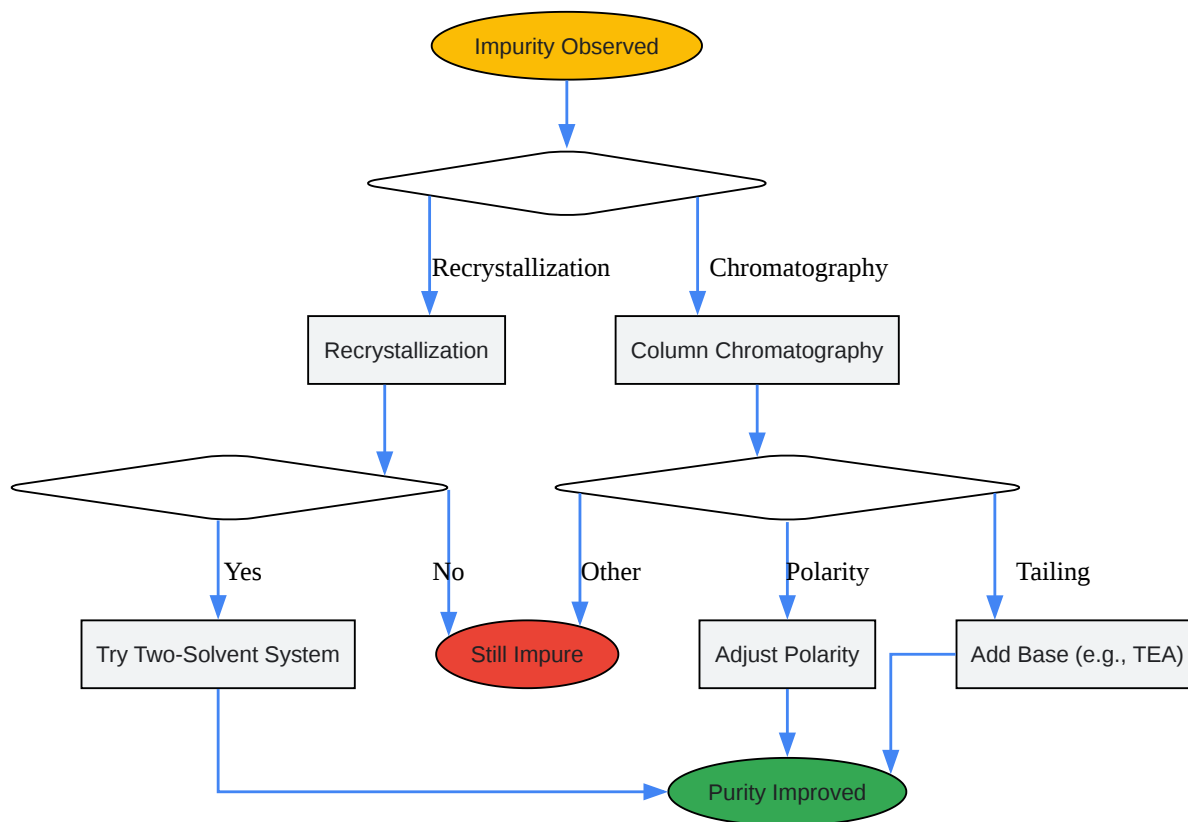 Impurity Observed
Recrystallization
Chromatography
Recrystallization
Column Chromatography
Yes
No
Other
Polarity
Tailing
Try Two-Solvent System
Still Impure
Adjust Polarity
Add Base (e.g., TEA)
Purity Improved